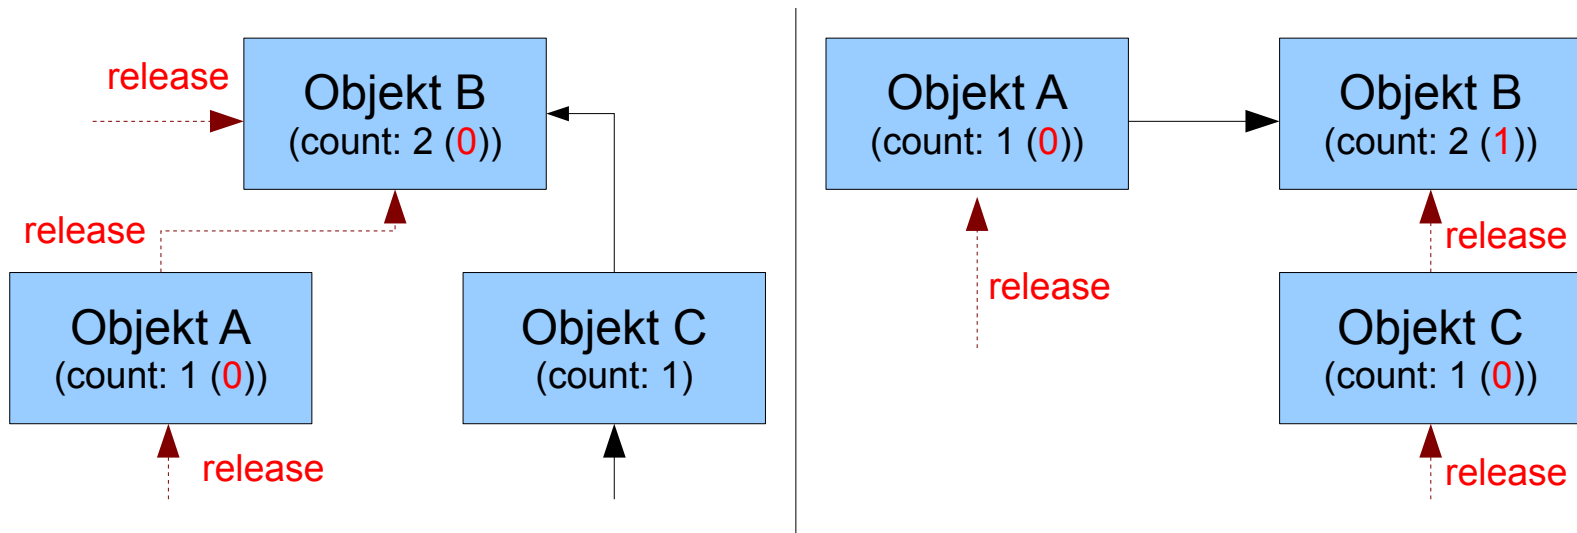 release
Objekt B
(count: 2 (0))
release
Objekt A
(count: 1 (0))
release
Objekt C
(count: 1)
Objekt A
(count: 1 (0))
release
Objekt B
(count: 2 (1))
release
Objekt C
(count: 1 (0))
release